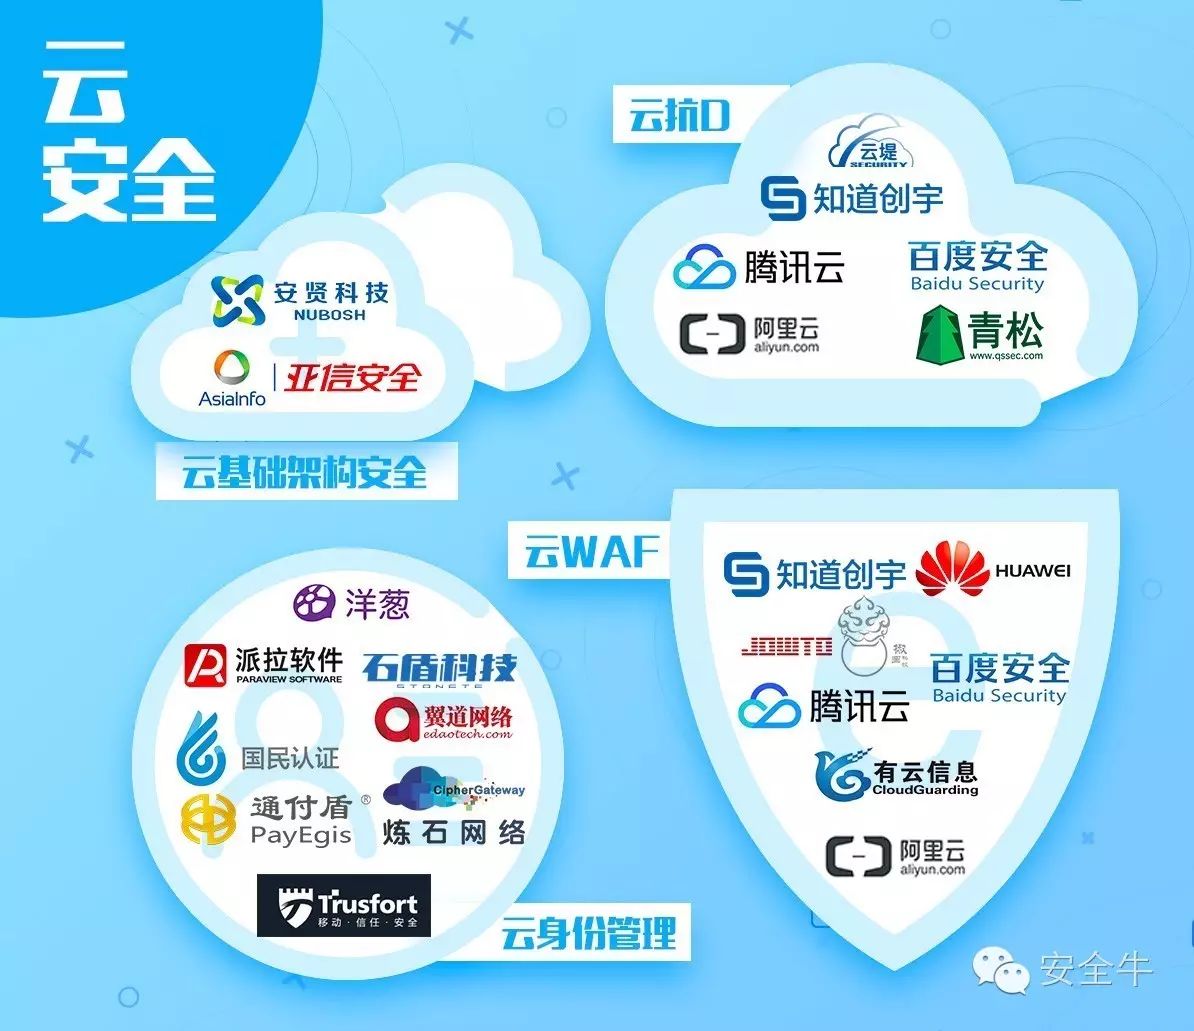 云
安全
云抗D
云堤
SECURITY
知道创宇
腾讯云
百度安全
Baidu Security
阿里云
aliyun.com
青松
www.qssec.com
安贤科技
NUBOSH
AsiaInfo
亚信安全
云基础架构安全
云WAF
知道创宇
HUAWEI
JOWTO
椒图科技
百度安全
Baidu Security
腾讯云
有云信息
CloudGuarding
阿里云
aliyun.com
洋葱
派拉软件
PARAVIEW SOFTWARE
石盾科技
STONETE
翼道网络
edaotech.com
国民认证
通付盾®
PayEgis
CipherGateway
炼石网络
Trusfort
移动·信任·安全
云身份管理
安全牛